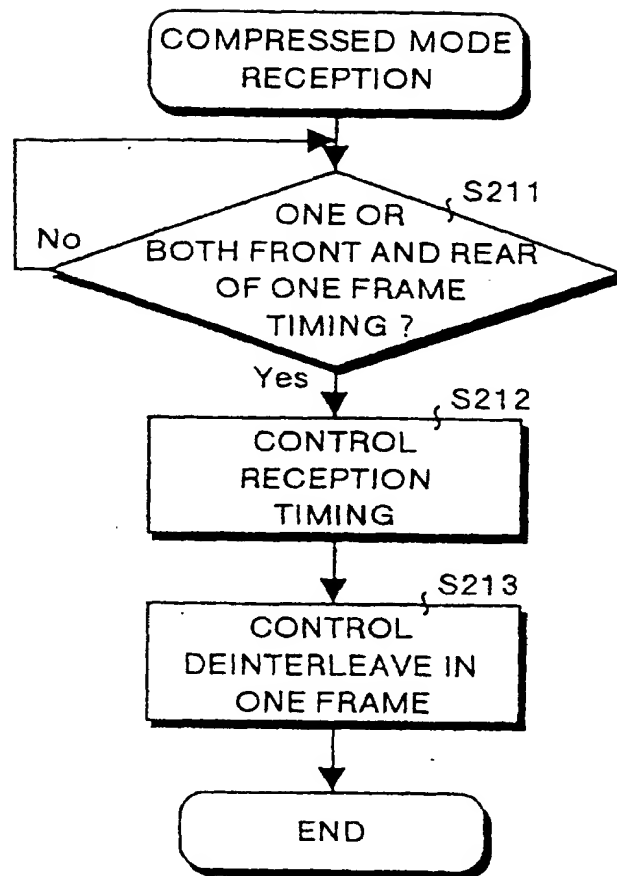 COMPRESSED MODE
RECEPTION
S211
ONE OR
BOTH FRONT AND REAR
OF ONE FRAME
TIMING ?
No
Yes
S212
CONTROL
RECEPTION
TIMING
S213
CONTROL
DEINTERLEAVE IN
ONE FRAME
END